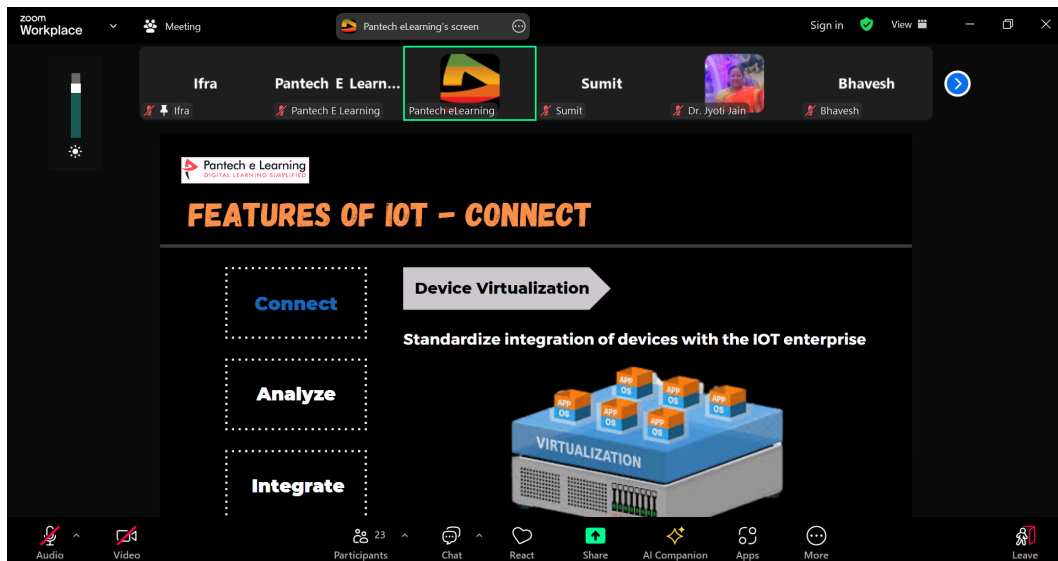 zoom
Workplace
Meeting
Pantech eLearning's screen
Sign in
View
Ifra
Pantech E Learn...
Sumit
Bhavesh
Ifra
Pantech E Learning
Pantech eLearning
Sumit
Dr. Jyoti Jain
Bhavesh
Pantech e Learning
DIGITAL LEARNING SIMPLIFIED
FEATURES OF IOT – CONNECT
Connect
Device Virtualization
Standardize integration of devices with the IOT enterprise
Analyze
Integrate
APP
OS
APP
OS
APP
OS
APP
OS
APP
OS
APP
OS
VIRTUALIZATION
Audio
Video
23
Participants
Chat
React
Share
AI Companion
Apps
More
Leave